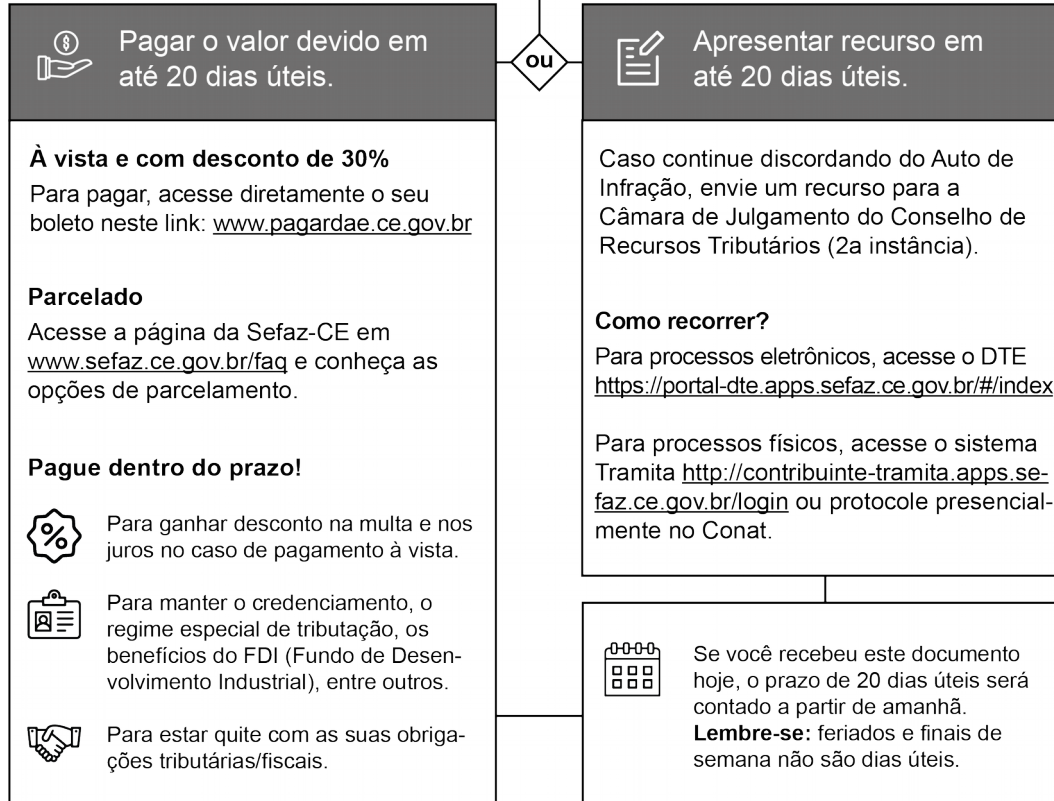 Pagar o valor devido em
até 20 dias úteis.
À vista e com desconto de 30%
Para pagar, acesse diretamente o seu
boleto neste link: www.pagardae.ce.gov.br
Parcelado
Acesse a página da Sefaz-CE em
www.sefaz.ce.gov.br/faq e conheça as
opções de parcelamento.
Pague dentro do prazo!
Para ganhar desconto na multa e nos
juros no caso de pagamento à vista.
Para manter o credenciamento, o
regime especial de tributação, os
benefícios do FDI (Fundo de Desen-
volvimento Industrial), entre outros.
Para estar quite com as suas obriga-
ções tributárias/fiscais.
ou
Apresentar recurso em
até 20 dias úteis.
Caso continue discordando do Auto de
Infração, envie um recurso para a
Câmara de Julgamento do Conselho de
Recursos Tributários (2a instância).
Como recorrer?
Para processos eletrônicos, acesse o DTE
https://portal-dte.apps.sefaz.ce.gov.br/#/index
Para processos físicos, acesse o sistema
Tramita http://contribuinte-tramita.apps.se-
faz.ce.gov.br/login ou protocole presencial-
mente no Conat.
Se você recebeu este documento
hoje, o prazo de 20 dias úteis será
contado a partir de amanhã.
Lembre-se: feriados e finais de
semana não são dias úteis.